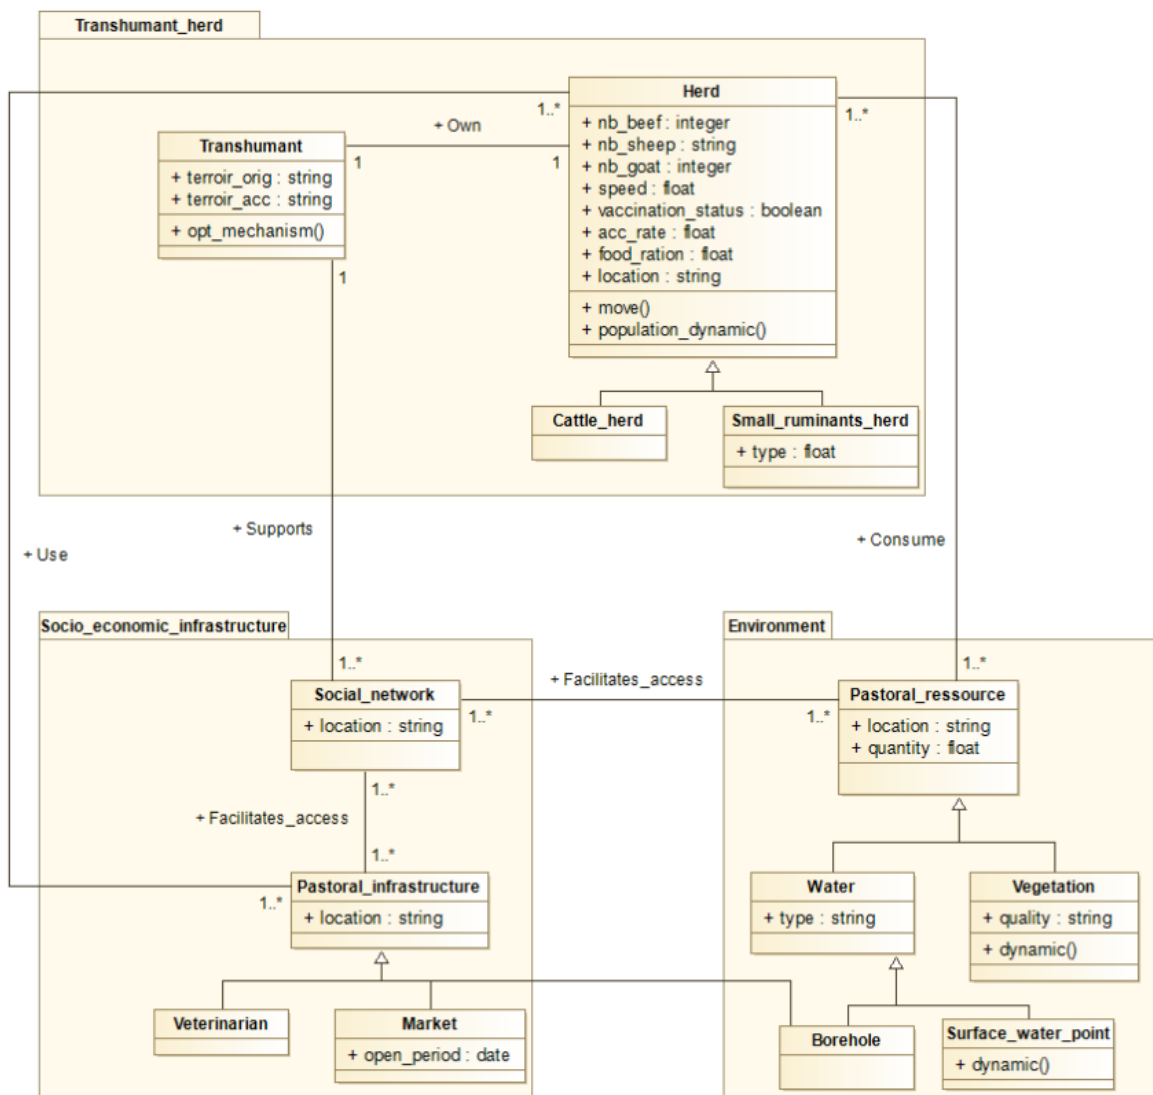 Transhumant_herd
Herd
1..*
1..*
+ nb_beef : integer
+ nb_sheep : string
+ nb_goat : integer
+ speed : float
+ vaccination_status : boolean
+ acc_rate : float
+ food_ration : float
+ location : string
+ move()
+ population_dynamic()
+ Own
1
1
Transhumant
+ terroir_orig : string
+ terroir_acc : string
+ opt_mechanism()
1
Cattle_herd
Small_ruminants_herd
+ type : float
+ Supports
+ Use
+ Consume
Socio_economic_infrastructure
Environment
1..*
1..*
+ Facilitates_access
Social_network
+ location : string
1..*
1..*
Pastoral_ressource
+ location : string
+ quantity : float
1..*
+ Facilitates_access
1..*
Pastoral_infrastructure
+ location : string
1..*
Water
+ type : string
Vegetation
+ quality : string
+ dynamic()
Veterinarian
Market
+ open_period : date
Borehole
Surface_water_point
+ dynamic()